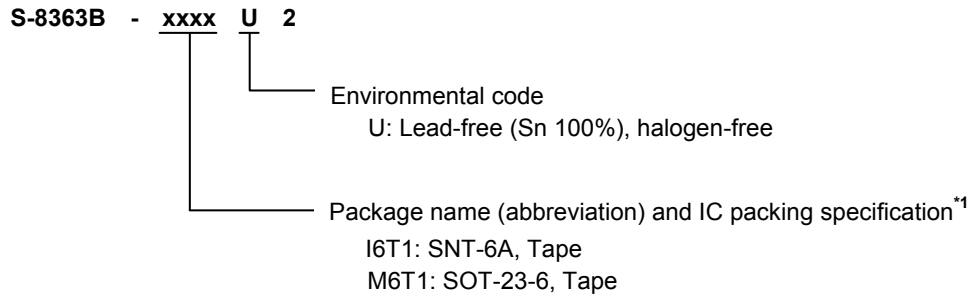 S-8363B - xxxx U 2
Environmental code
U: Lead-free (Sn 100%), halogen-free
Package name (abbreviation) and IC packing specification*1
I6T1: SNT-6A, Tape
M6T1: SOT-23-6, Tape